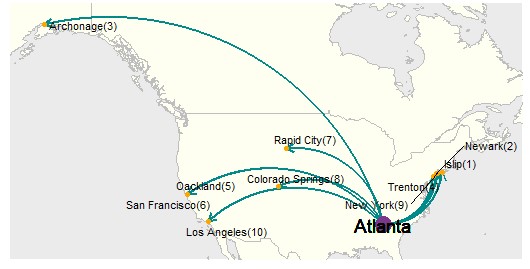 Archonage(3)
Rapid City(7)
Newark(2)
Islip(1)
Colorado Springs(8)
Oackland(5)
Trenton(4)
San Francisco(6)
New York(9)
Atlanta
Los Angeles(10)